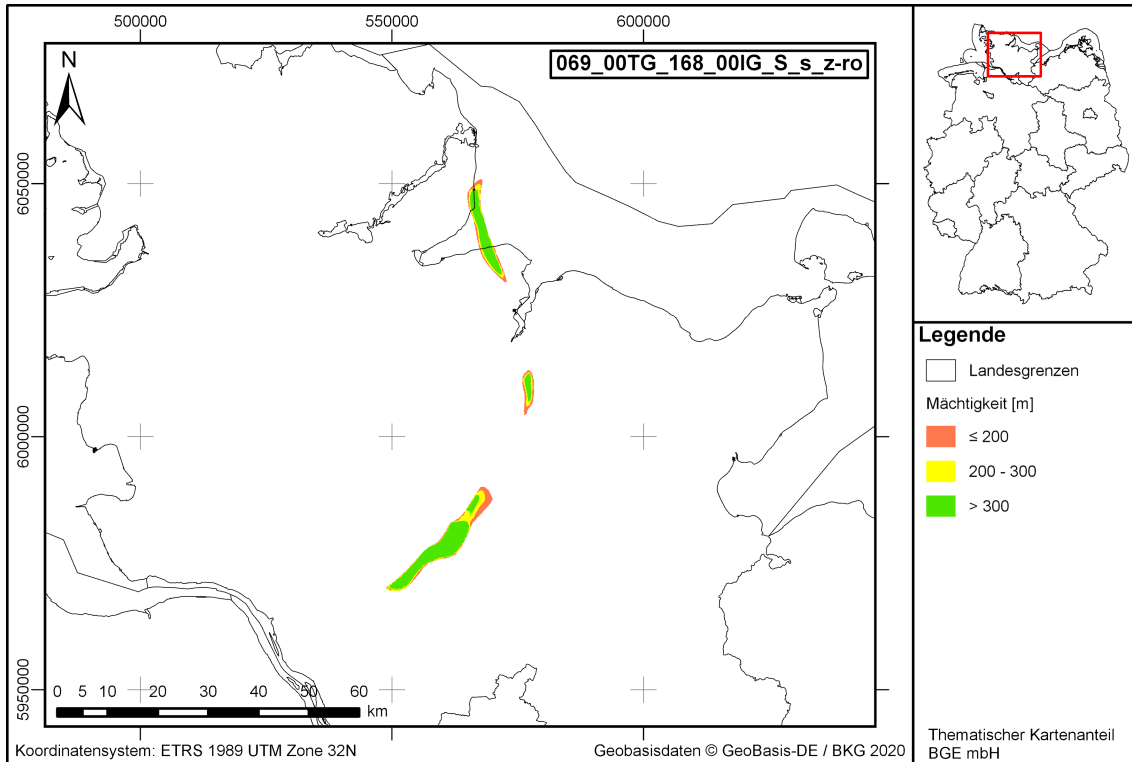 500000 550000 600000
069_00TG_168_00IG_S_s_z-ro
N
6050000
6000000
5950000
0 5 10 20 30 40 50 60
km
Koordinatensystem: ETRS 1989 UTM Zone 32N
Geobasisdaten © GeoBasis-DE / BKG 2020
Legende
Landesgrenzen
Mächtigkeit [m]
≤ 200
200 - 300
> 300
Thematischer Kartenanteil
BGE mbH